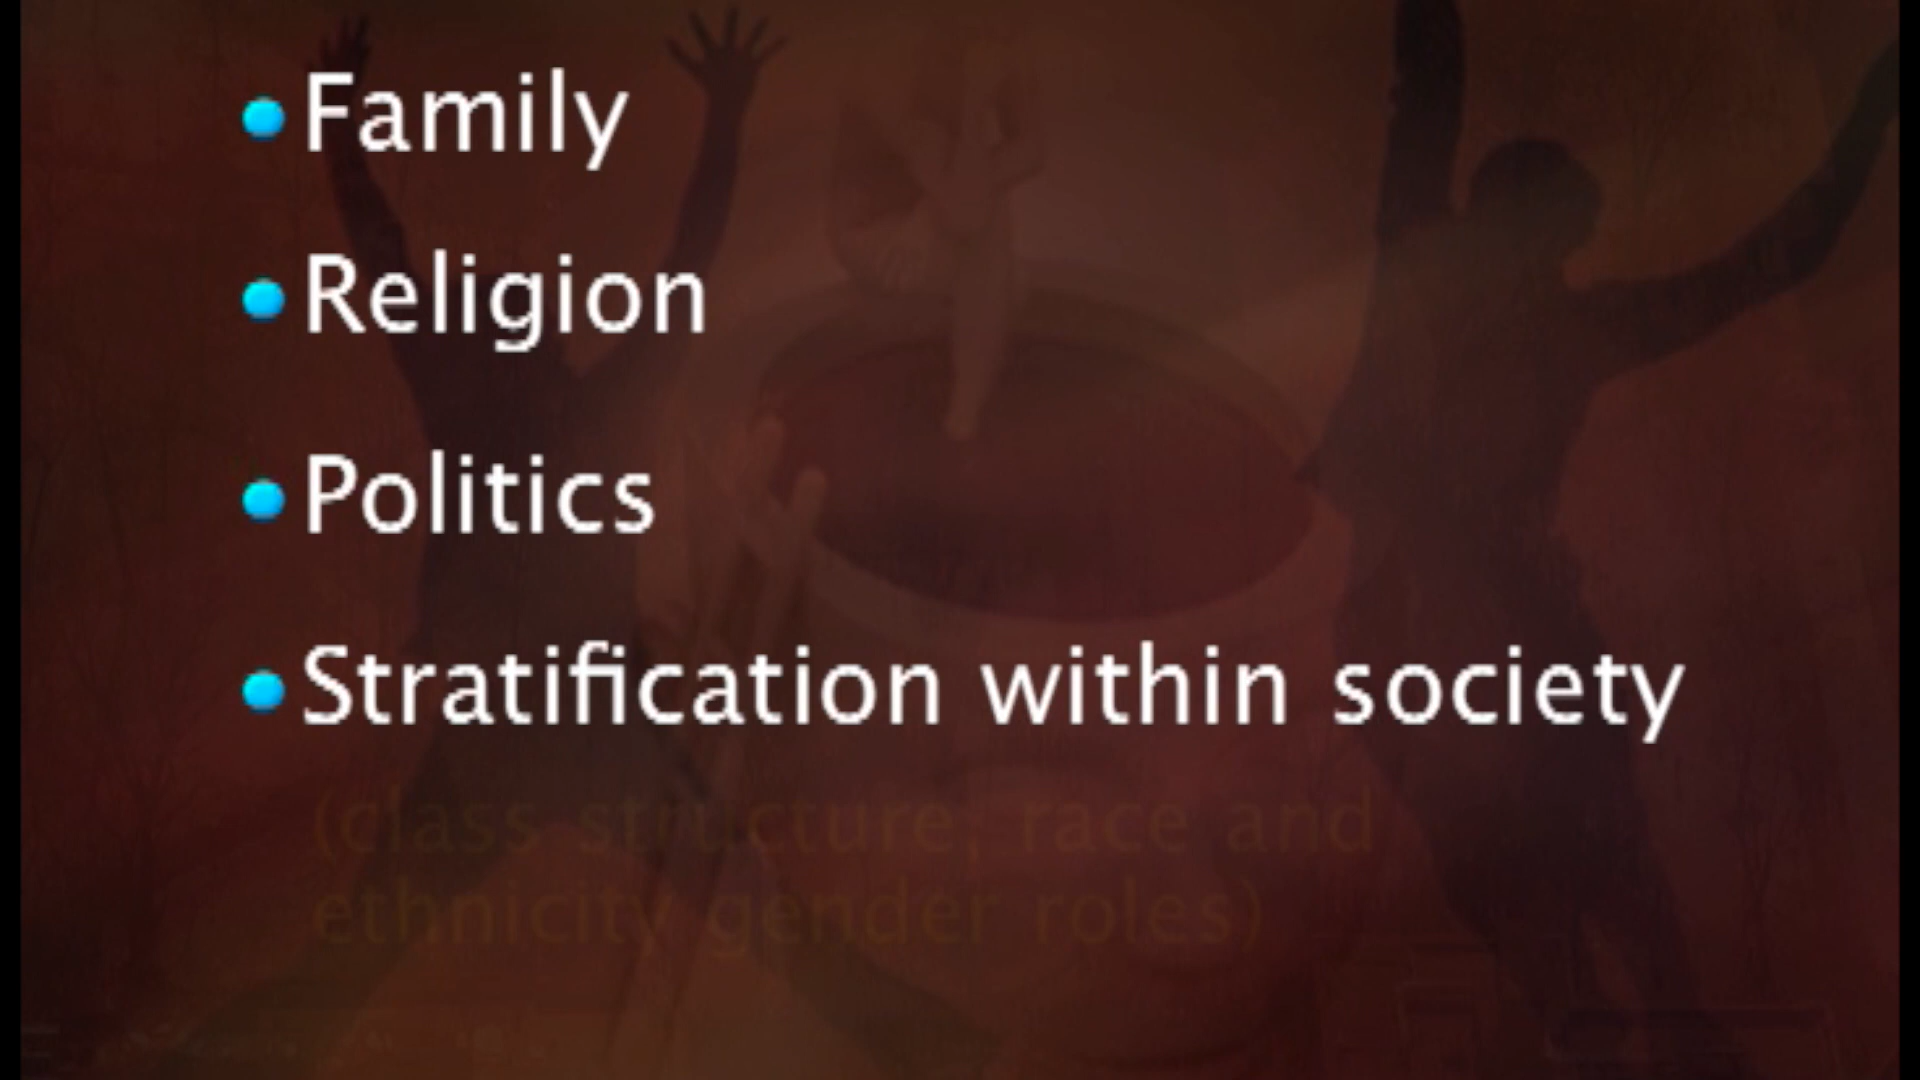 Family
Religion
Politics
Stratification within society
(class structure, race and
ethnicity gender roles)